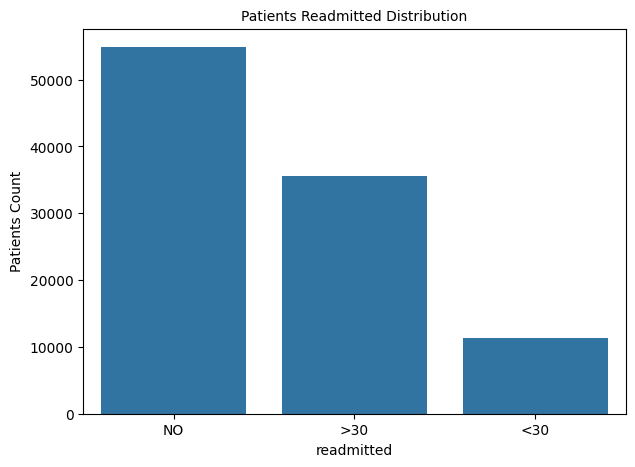 Patients Readmitted Distribution
Patients Count
50000
40000
30000
20000
10000
0
NO >30 <30
readmitted